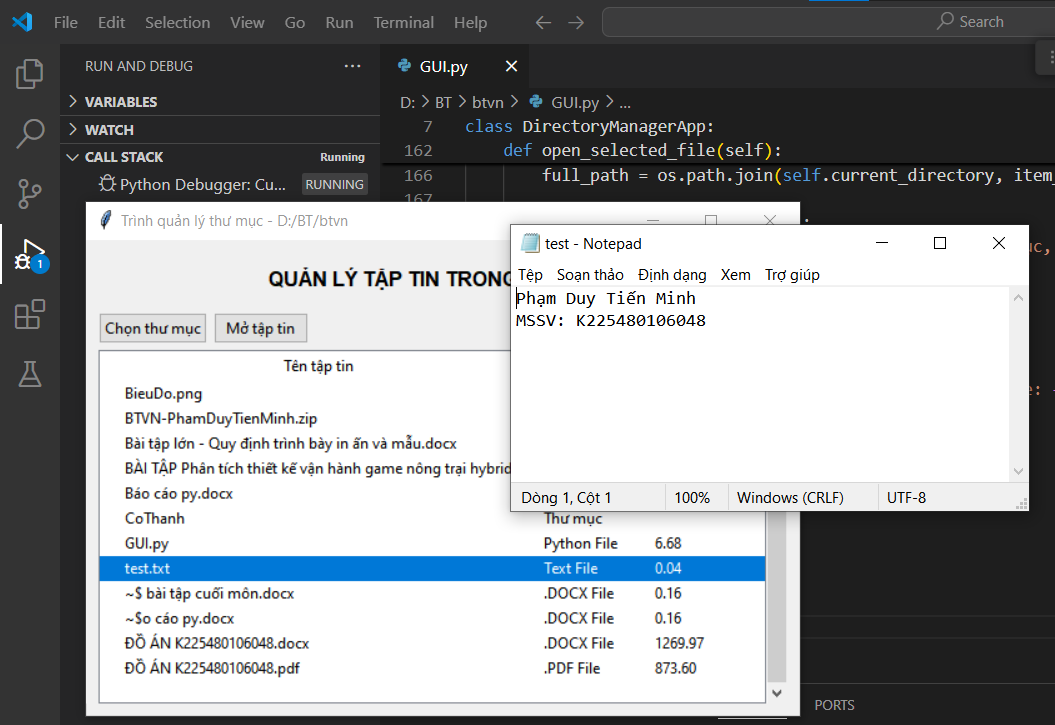 File Edit Selection View Go Run Terminal Help Search
RUN AND DEBUG
VARIABLES
WATCH
CALL STACK Running
Python Debugger: Cu... RUNNING
1
GUI.py
D: > BT > btvn > GUI.py > ...
7 class DirectoryManagerApp:
162 def open_selected_file(self):
166 full_path = os.path.join(self.current_directory, item_
167
Trình quản lý thư mục - D:/BT/btvn
QUẢN LÝ TẬP TIN TRONG
Chọn thư mục Mở tập tin
Tên tập tin
BieuDo.png
BTVN-PhamDuyTienMinh.zip
Bài tập lớn - Quy định trình bày in ấn và mẫu.docx
BÀI TẬP Phân tích thiết kế vận hành game nông trại hybrid
Báo cáo py.docx
CoThanh Thư mục
GUI.py Python File 6.68
test.txt Text File 0.04
~$ bài tập cuối môn.docx .DOCX File 0.16
~$o cáo py.docx .DOCX File 0.16
ĐỒ ÁN K225480106048.docx .DOCX File 1269.97
ĐỒ ÁN K225480106048.pdf .PDF File 873.60
test - Notepad
Tệp Soạn thảo Định dạng Xem Trợ giúp
Phạm Duy Tiến Minh
MSSV: K225480106048
Dòng 1, Cột 1 100% Windows (CRLF) UTF-8
PORTS